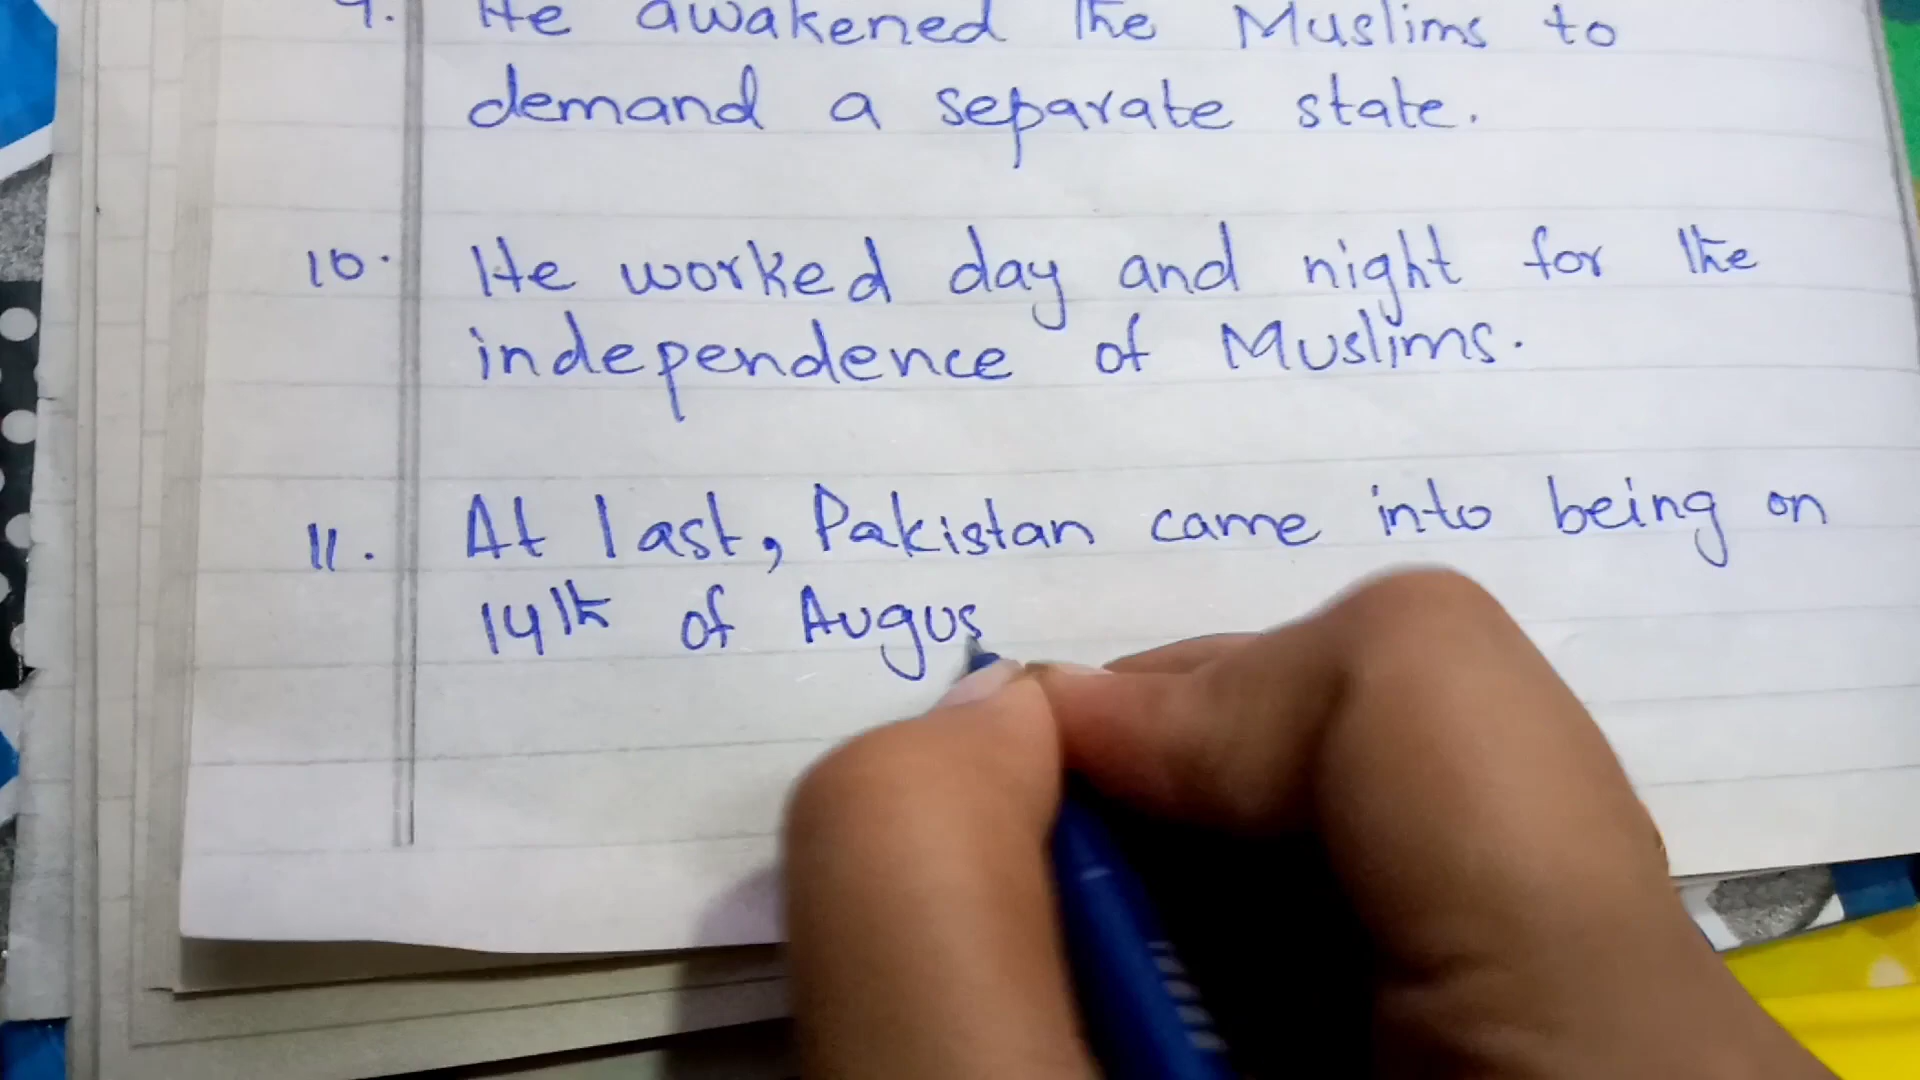 9. He awakened the Muslims to
demand a separate state.
10. He worked day and night for the
independence of Muslims.
11. At last, Pakistan came into being on
14th of Augus